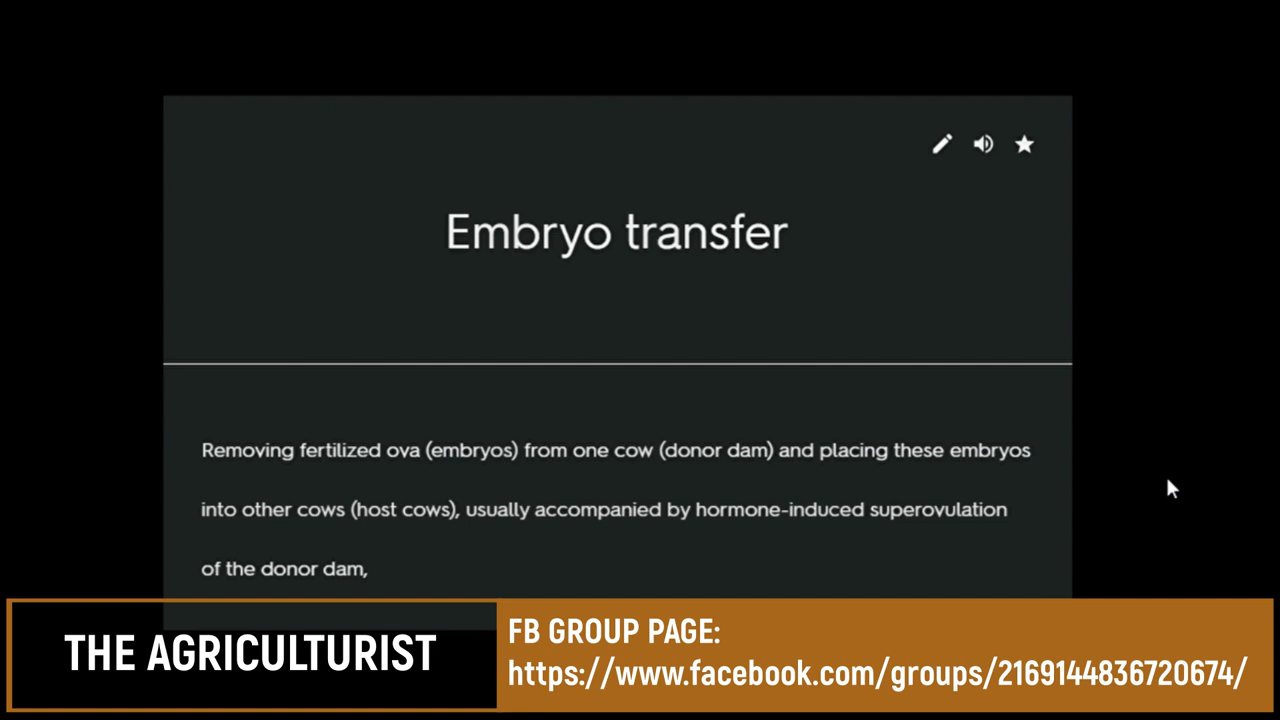 Embryo transfer
Removing fertilized ova (embryos) from one cow (donor dam) and placing these embryos
into other cows (host cows), usually accompanied by hormone-induced superovulation
of the donor dam,
THE AGRICULTURIST
FB GROUP PAGE:
https://www.facebook.com/groups/2169144836720674/